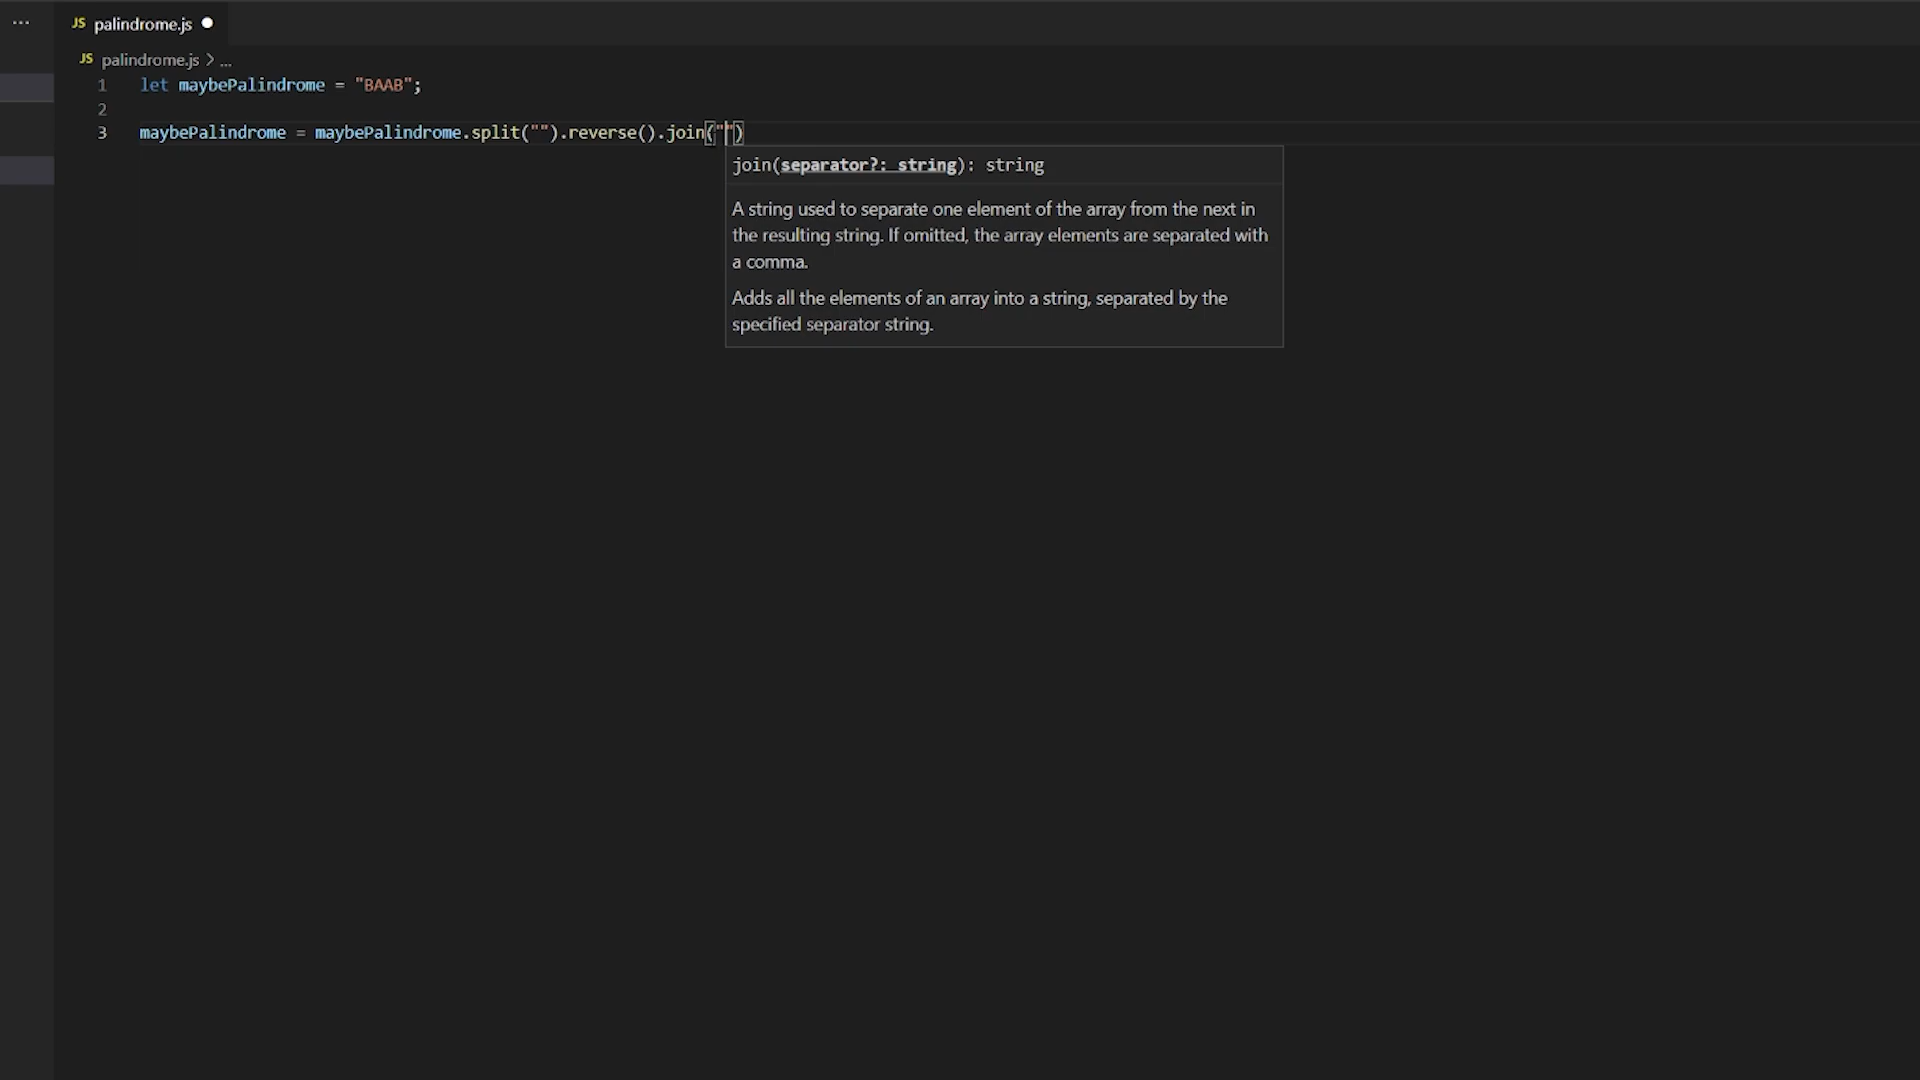 ...
JS palindrome.js
JS palindrome.js > ...
1 let maybePalindrome = "BAAB";
2
3 maybePalindrome = maybePalindrome.split("").reverse().join("")
join(separator?: string): string
A string used to separate one element of the array from the next in
the resulting string. If omitted, the array elements are separated with
a comma.
Adds all the elements of an array into a string, separated by the
specified separator string.